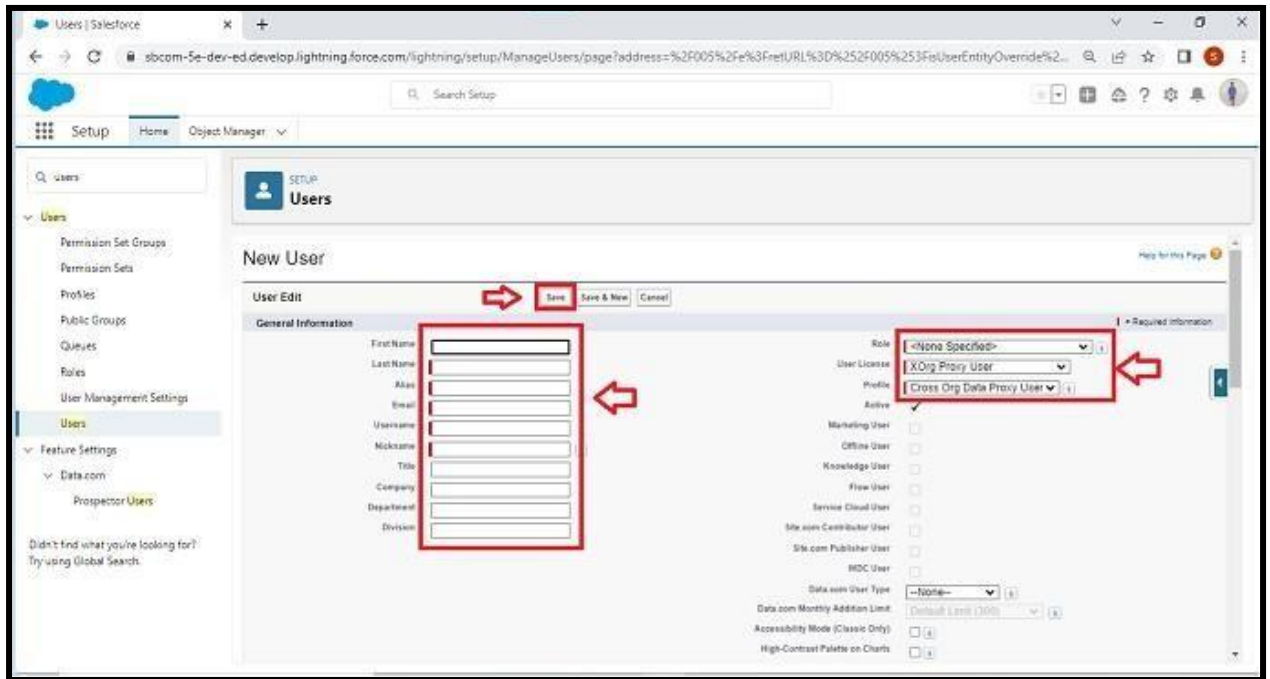 Users | Salesforce
sbcom-5e-dev-ed.develop.lightning.force.com/lightning/setup/ManageUsers/page?address=%2F005%2Fe%3FretURL%3D%252F005%253FisUserEntityOverride%2...
S
Search Setup
Setup Home Object Manager
users
SETUP
Users
Users
Permission Set Groups
Permission Sets
Profiles
Public Groups
Queues
Roles
User Management Settings
Users
Feature Settings
Data.com
Prospector Users
Didn't find what you're looking for?
Try using Global Search.
New User
Help for this Page
User Edit Save Save & New Cancel
General Information
= Required Information
First Name
Last Name
Alias
Email
Username
Nickname
Title
Company
Department
Division
Role <None Specified>
User License XOrg Proxy User
Profile Cross Org Data Proxy User
Active
Marketing User
Offline User
Knowledge User
Flow User
Service Cloud User
Site.com Contributor User
Site.com Publisher User
WDC User
Data.com User Type --None--
Data.com Monthly Addition Limit Default Limit (300)
Accessibility Mode (Classic Only)
High-Contrast Palette on Charts